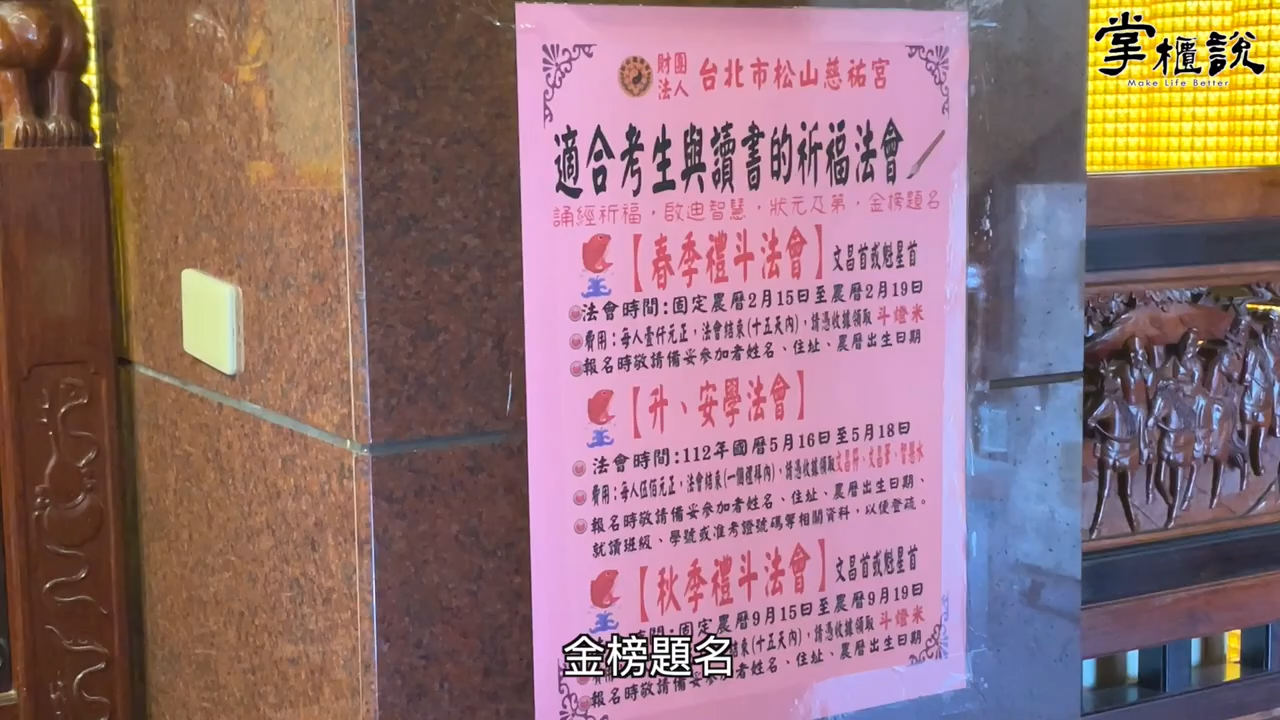 掌櫃說
Make Life Better
財團法人 台北市松山慈祐宮
適合考生與讀書的祈福法會
誦經祈福，啟迪智慧，狀元及第，金榜題名
【春季禮斗法會】文昌首或魁星首
法會時間：固定農曆2月15日至農曆2月19日
費用：每人壹仟元正，法會結束(十五天內)，請憑收據領取 斗燈米
報名時敬請備妥參加者姓名、住址、農曆出生日期
【升、安學法會】
法會時間：112年國曆5月16日至5月18日
費用：每人伍佰元正，法會結束(一個禮拜內)，請憑收據領取文昌符、文昌筆、智慧水
報名時敬請備妥參加者姓名、住址、農曆出生日期、
就讀班級、學號或准考證號碼等相關資料，以便登疏。
【秋季禮斗法會】文昌首或魁星首
間：固定農曆9月15日至農曆9月19日
結束(十五天內)，請憑收據領取 斗燈米
報名時敬請備妥參加者姓名、住址、農曆出生日期
金榜題名